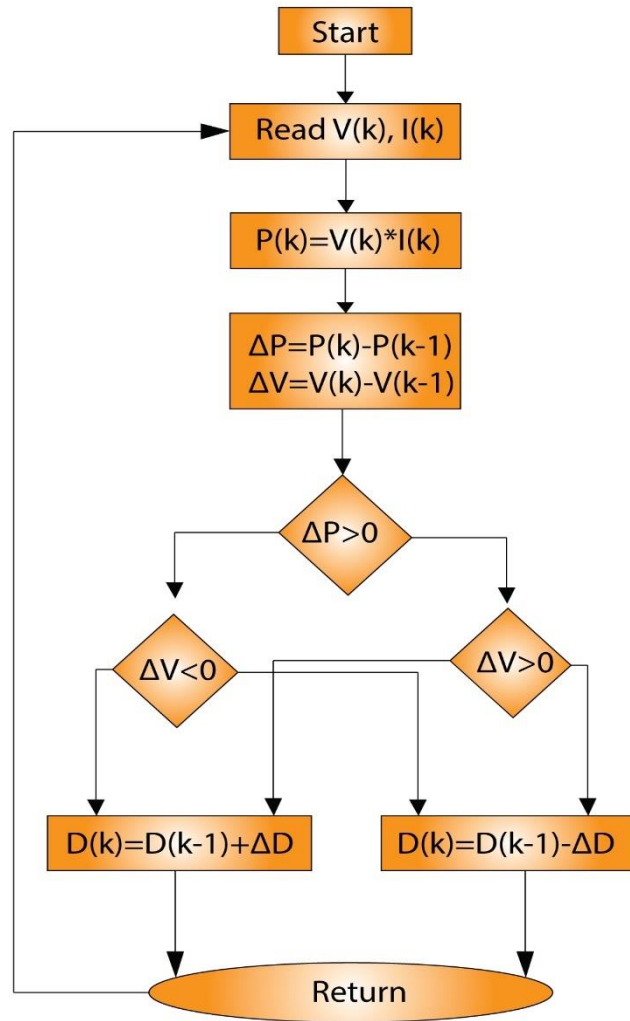 Start
Read V(k), I(k)
P(k)=V(k)*I(k)
ΔP=P(k)-P(k-1)
ΔV=V(k)-V(k-1)
ΔP>0
ΔV<0
ΔV>0
D(k)=D(k-1)+ΔD
D(k)=D(k-1)-ΔD
Return